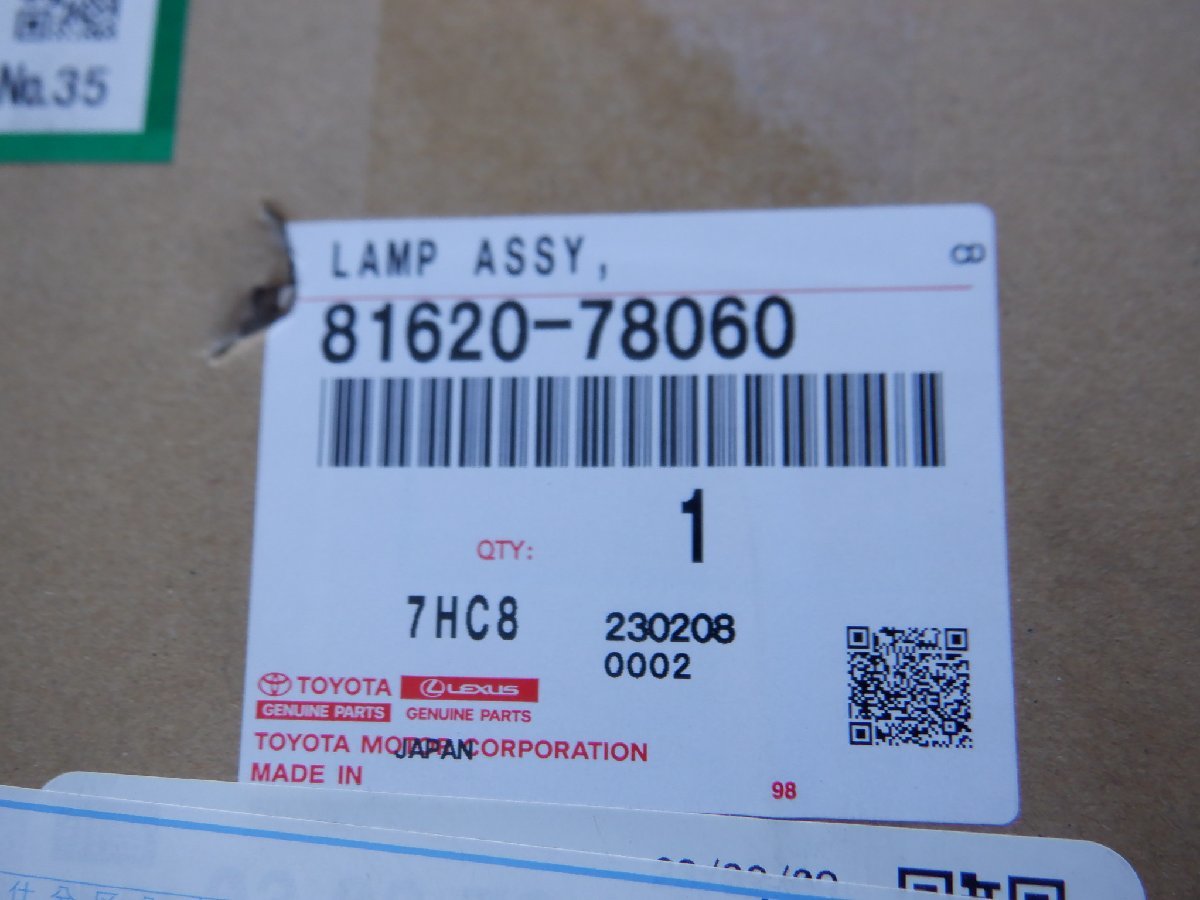 No.35
LAMP ASSY, 8
81620-78060
QTY: 1
7HC8 230208
0002
TOYOTA LEXUS
GENUINE PARTS GENUINE PARTS
TOYOTA MOTOR CORPORATION
JAPAN
MADE IN
98